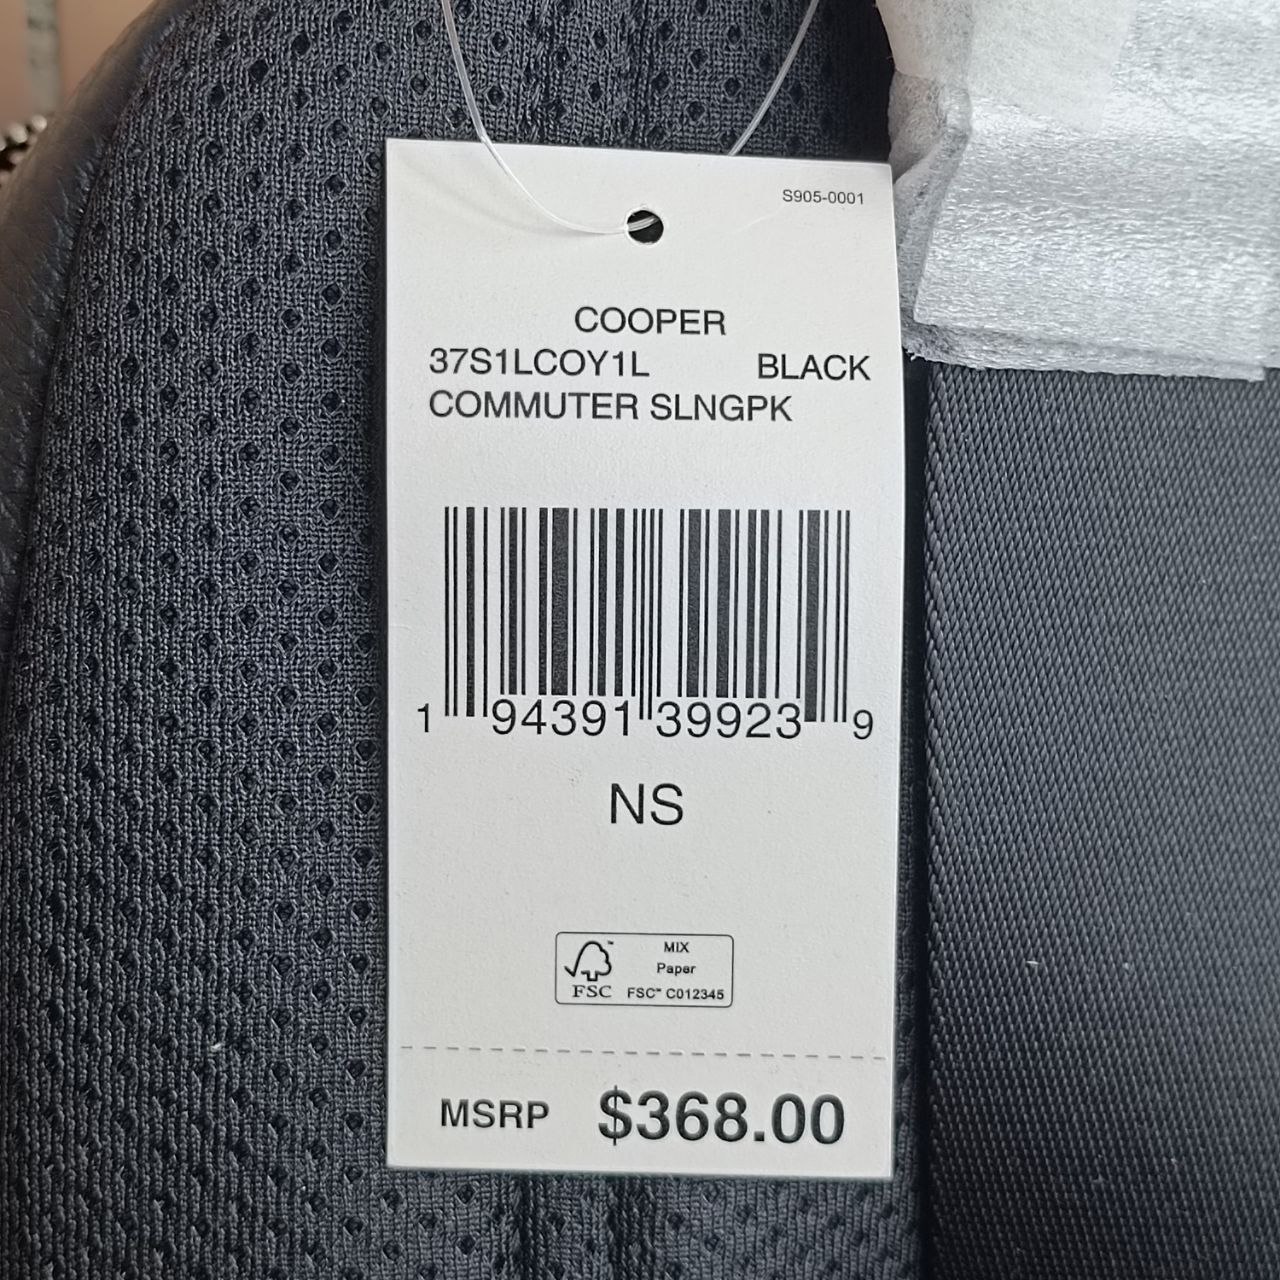 S905-0001
COOPER
37S1LCOY1L BLACK
COMMUTER SLNGPK
1 94391 39923 9
NS
MIX
Paper
FSC™ FSC™ C012345
MSRP $368.00